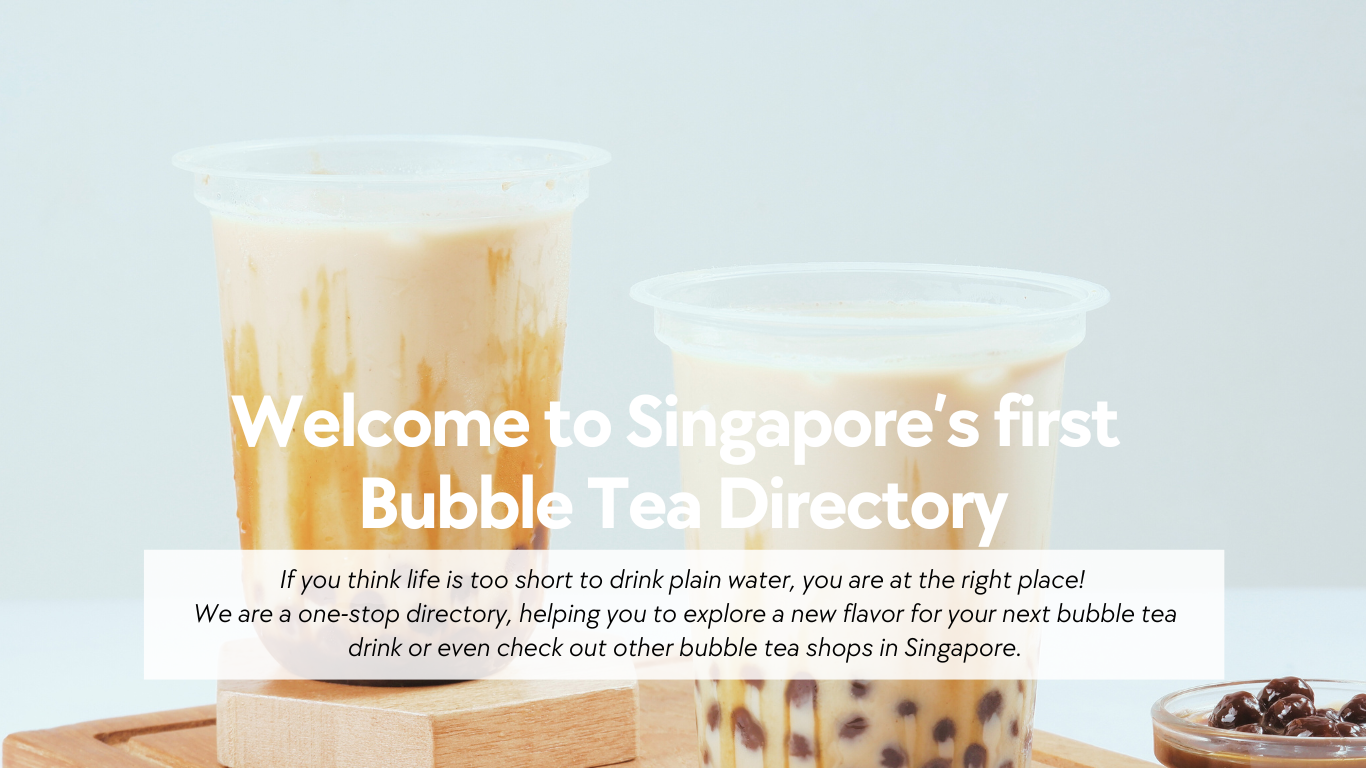 Welcome to Singapore's first
Bubble Tea Directory
If you think life is too short to drink plain water, you are at the right place!
We are a one-stop directory, helping you to explore a new flavor for your next bubble tea
drink or even check out other bubble tea shops in Singapore.